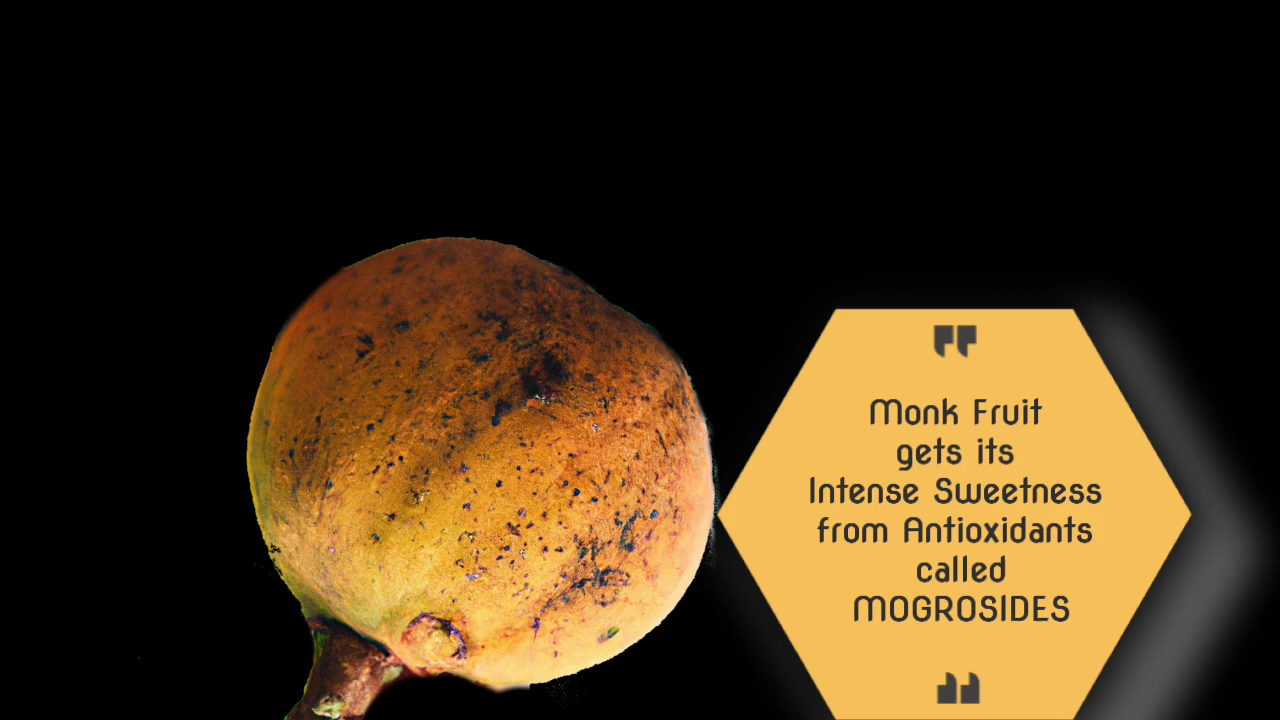 Monk Fruit
gets its
Intense Sweetness
from Antioxidants
called
MOGROSIDES